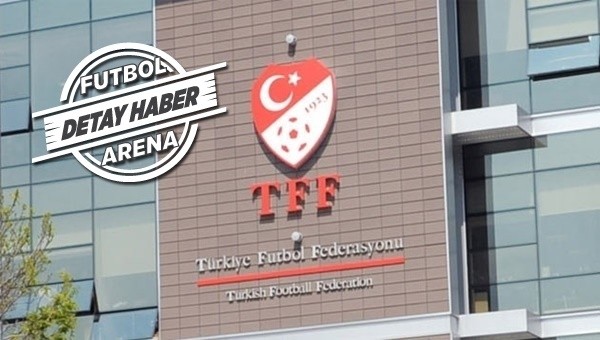 FUTBOL
DETAY HABER
ARENA
1923
TFF
Türkiye Futbol Federasyonu
Turkish Football Federation